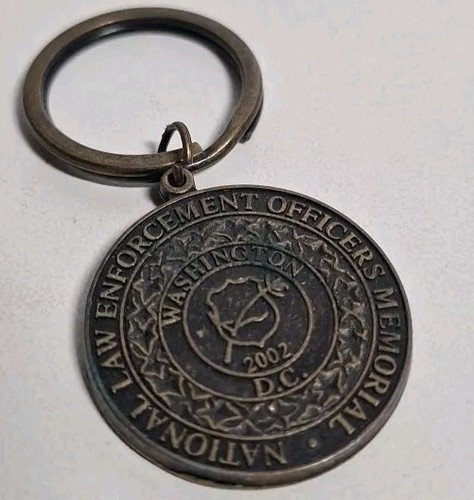 NATIONAL LAW ENFORCEMENT OFFICERS MEMORIAL •
WASHINGTON
D.C.
2002